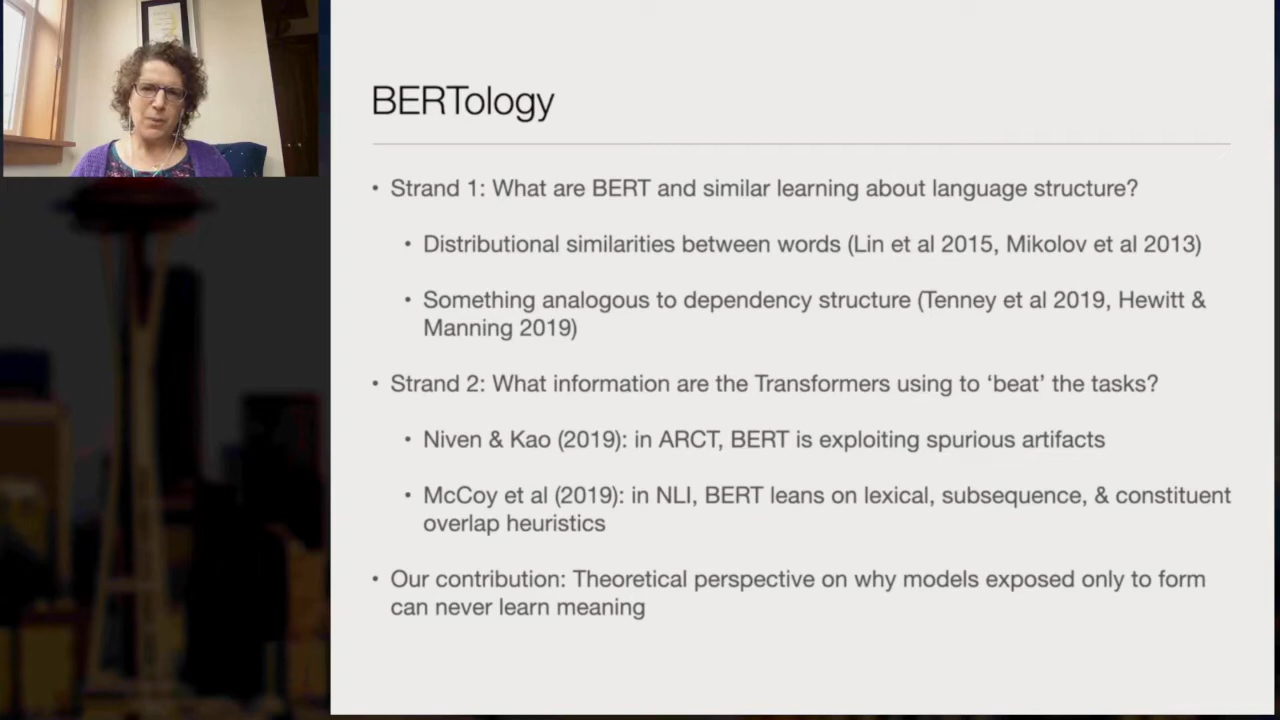 BERTology
• Strand 1: What are BERT and similar learning about language structure?
• Distributional similarities between words (Lin et al 2015, Mikolov et al 2013)
• Something analogous to dependency structure (Tenney et al 2019, Hewitt &
Manning 2019)
• Strand 2: What information are the Transformers using to ‘beat’ the tasks?
• Niven & Kao (2019): in ARCT, BERT is exploiting spurious artifacts
• McCoy et al (2019): in NLI, BERT leans on lexical, subsequence, & constituent
overlap heuristics
• Our contribution: Theoretical perspective on why models exposed only to form
can never learn meaning